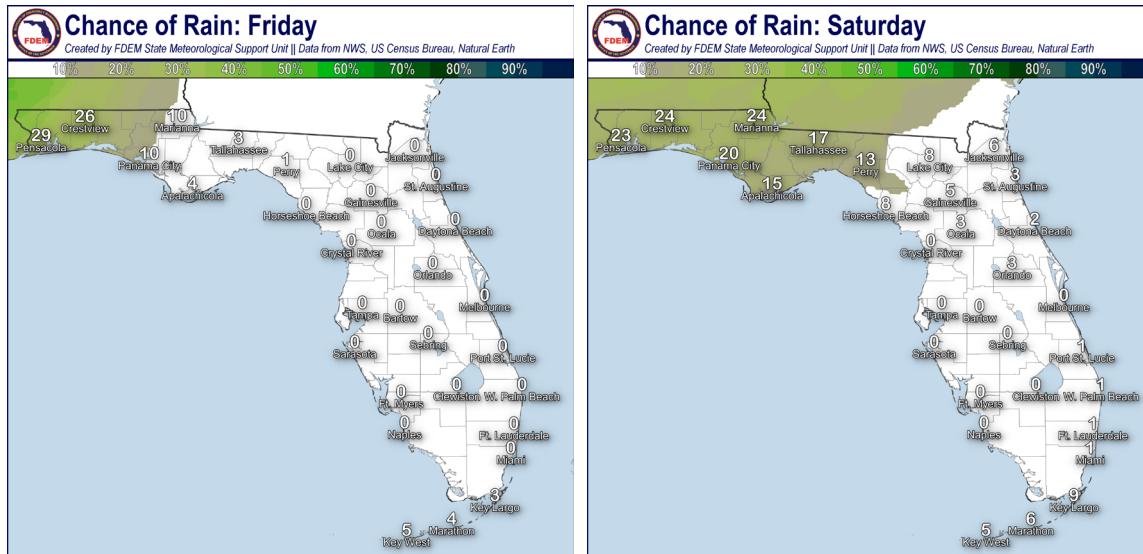 FDEM
Chance of Rain: Friday
Created by FDEM State Meteorological Support Unit || Data from NWS, US Census Bureau, Natural Earth
10% 20% 30% 40% 50% 60% 70% 80% 90%
26
Crestview
10
Marianna
29
Pensacola
3
Tallahassee
0
Jacksonville
10
Panama City
1
Perry
0
Lake City
4
Apalachicola
0
St. Augustine
0
Gainesville
0
Horseshoe Beach
0
Ocala
0
Daytona Beach
0
Crystal River
0
Orlando
0
Melbourne
0
Tampa
0
Bartow
0
Sebring
0
Sarasota
0
Port St. Lucie
0
Ft. Myers
0
Clewiston
0
W. Palm Beach
0
Naples
0
Ft. Lauderdale
0
Miami
3
Key Largo
4
Marathon
5
Key West
FDEM
Chance of Rain: Saturday
Created by FDEM State Meteorological Support Unit || Data from NWS, US Census Bureau, Natural Earth
10% 20% 30% 40% 50% 60% 70% 80% 90%
24
Crestview
24
Marianna
23
Pensacola
17
Tallahassee
6
Jacksonville
20
Panama City
13
Perry
8
Lake City
15
Apalachicola
3
St. Augustine
5
Gainesville
8
Horseshoe Beach
3
Ocala
2
Daytona Beach
0
Crystal River
3
Orlando
0
Melbourne
0
Tampa
0
Bartow
0
Sebring
0
Sarasota
1
Port St. Lucie
0
Ft. Myers
0
Clewiston
1
W. Palm Beach
0
Naples
1
Ft. Lauderdale
1
Miami
9
Key Largo
6
Marathon
5
Key West